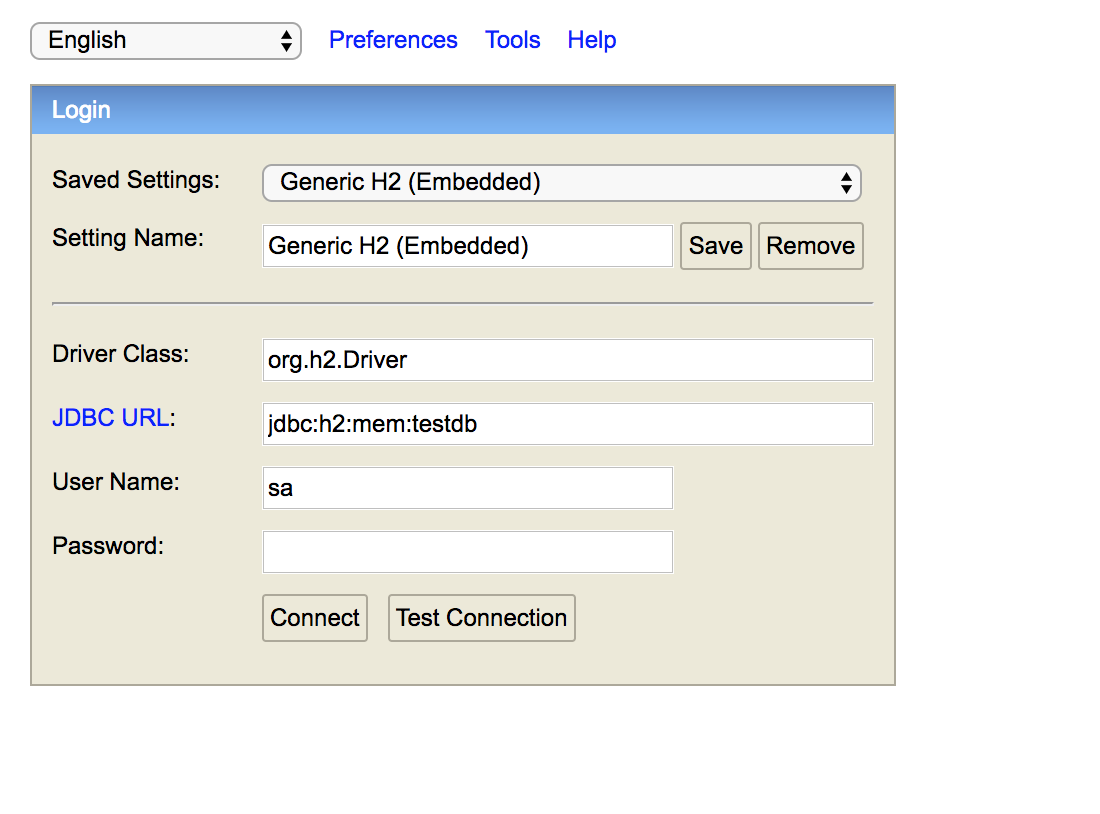 English Preferences Tools Help
Login
Saved Settings: Generic H2 (Embedded)
Setting Name: Generic H2 (Embedded) Save Remove
Driver Class: org.h2.Driver
JDBC URL: jdbc:h2:mem:testdb
User Name: sa
Password:
Connect Test Connection